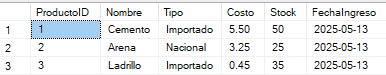 ProductoID Nombre Tipo Costo Stock FechaIngreso
1 1 Cemento Importado 5.50 50 2025-05-13
2 2 Arena Nacional 3.25 25 2025-05-13
3 3 Ladrillo Importado 0.45 35 2025-05-13